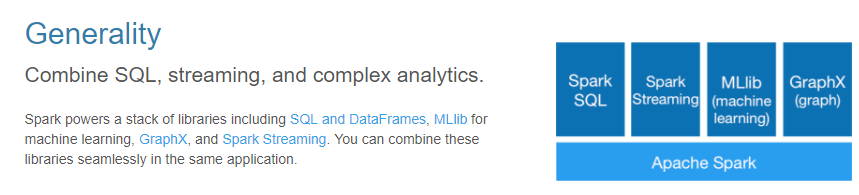 Generality
Combine SQL, streaming, and complex analytics.
Spark powers a stack of libraries including SQL and DataFrames, MLlib for
machine learning, GraphX, and Spark Streaming. You can combine these
libraries seamlessly in the same application.
Spark
SQL
Spark
Streaming
MLlib
(machine
learning)
GraphX
(graph)
Apache Spark